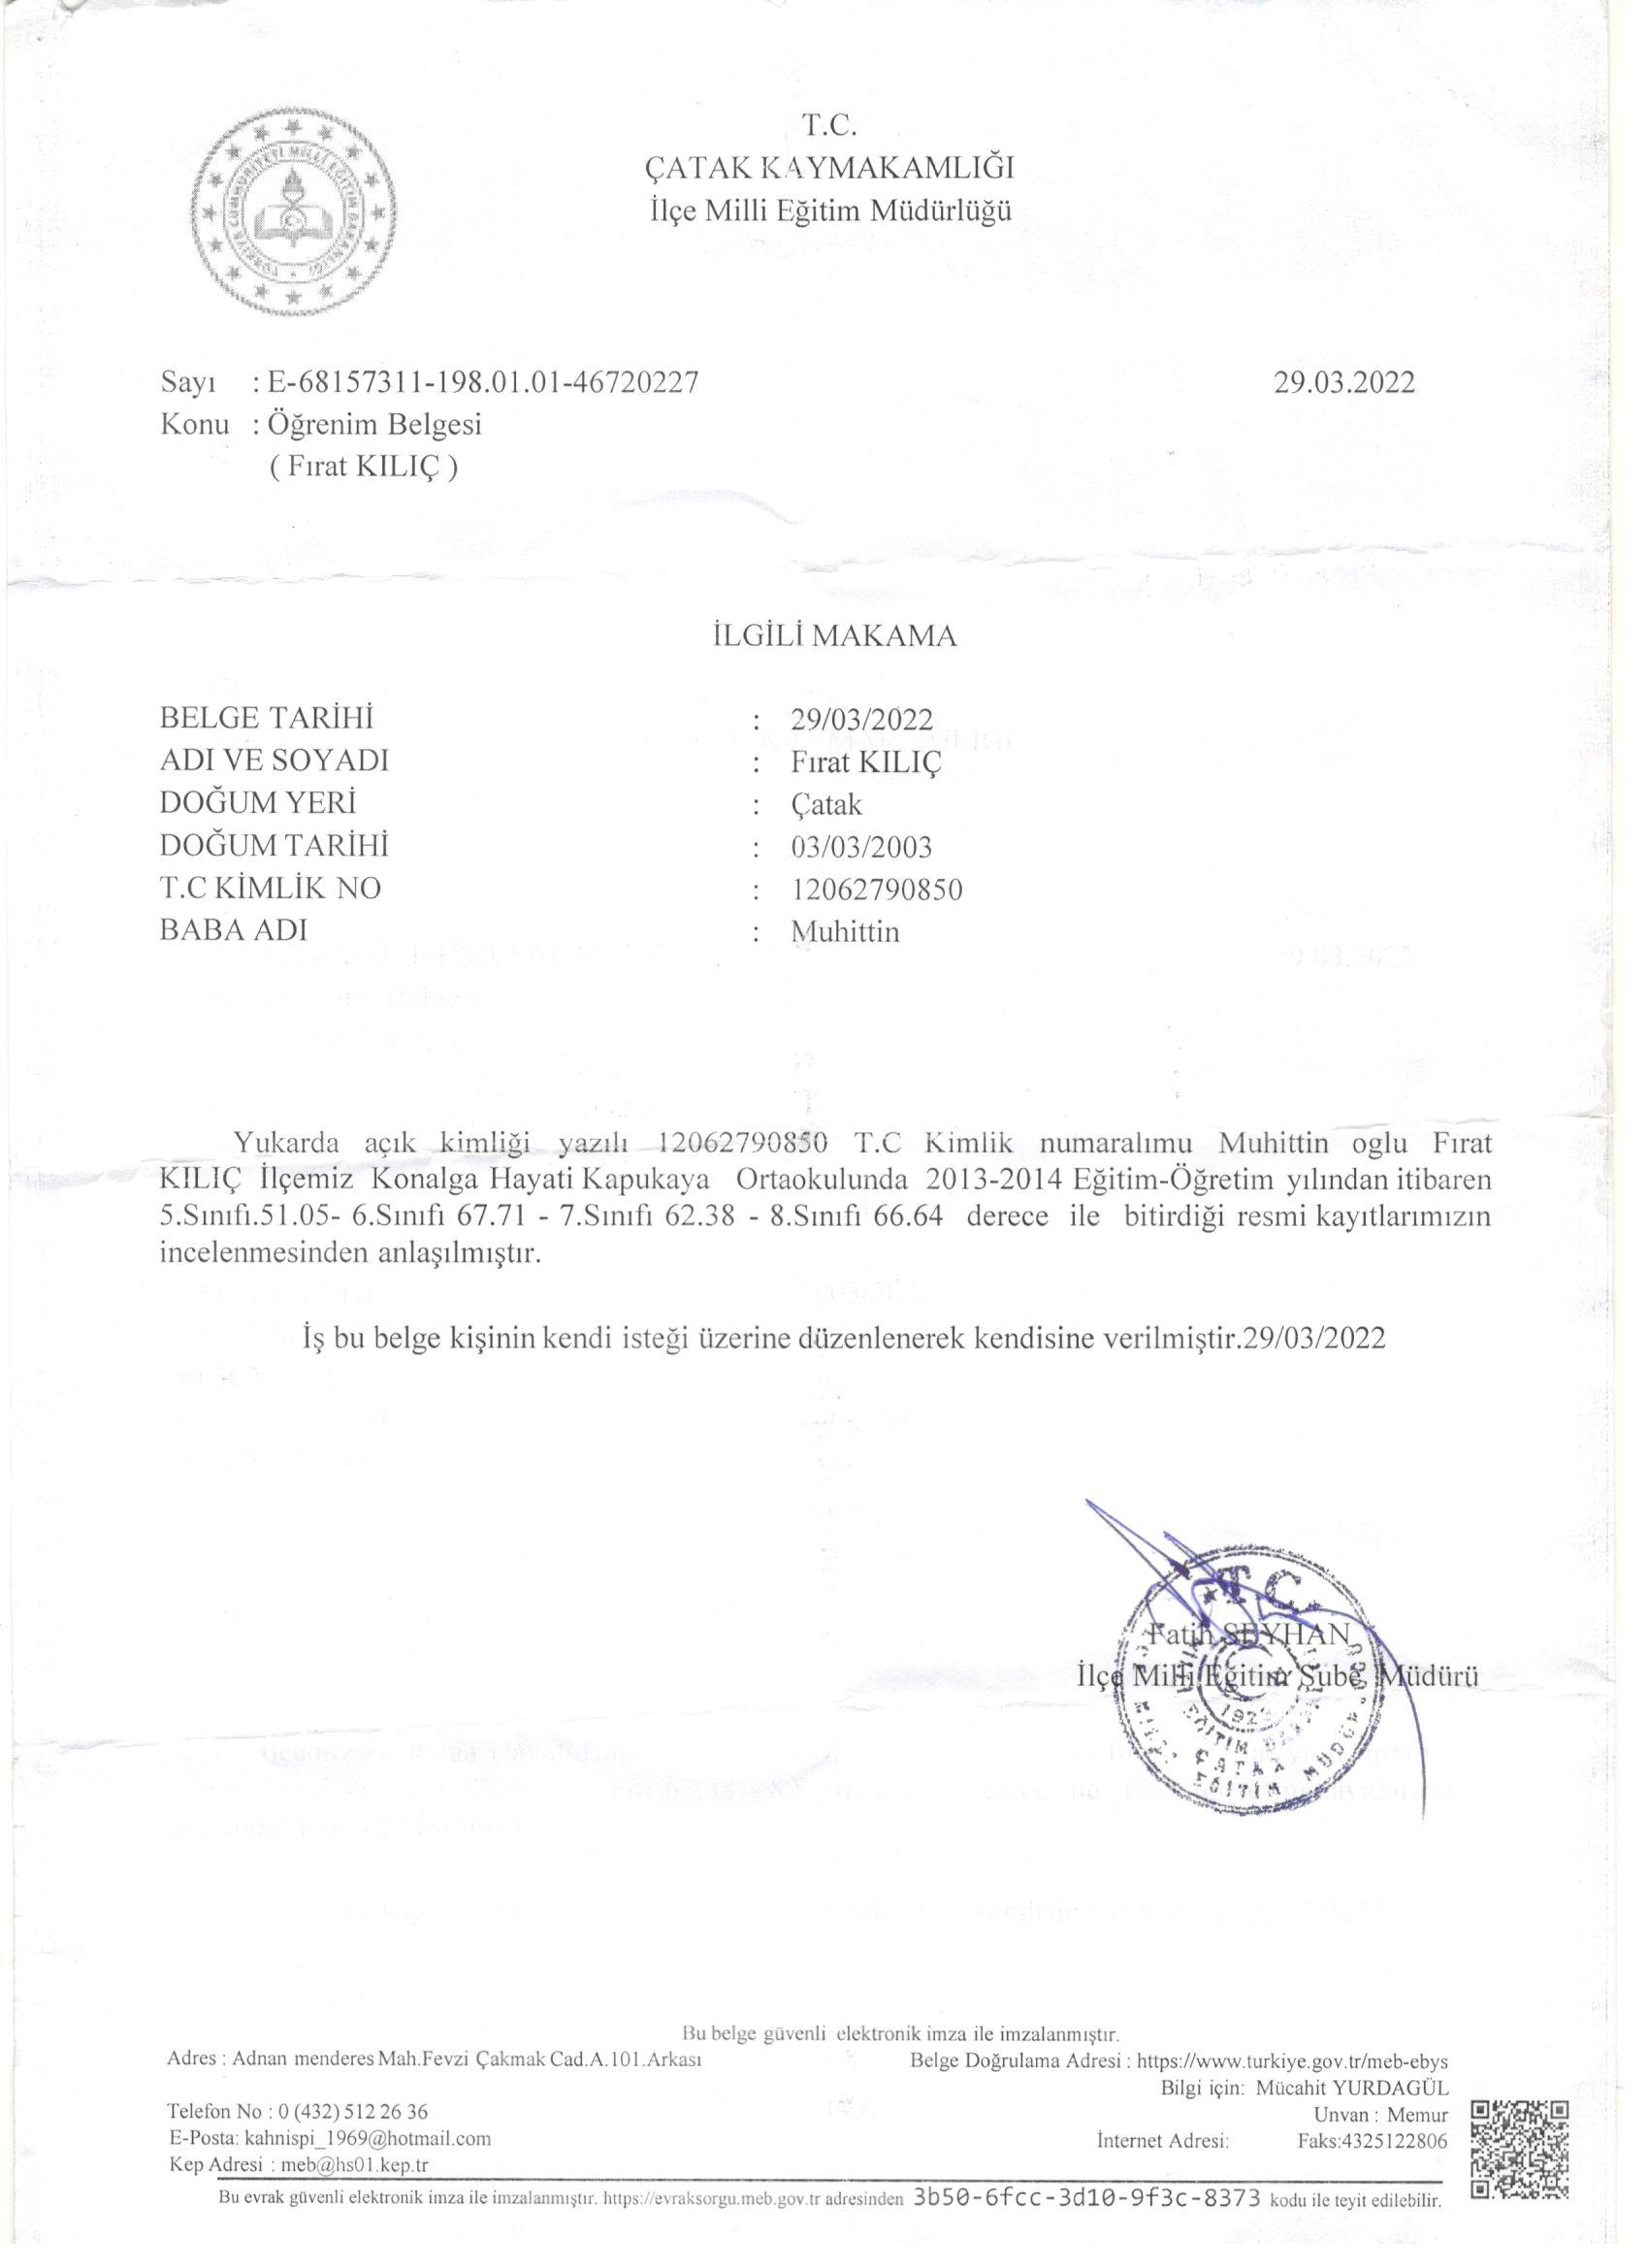 T.C.
ÇATAK KAYMAKAMLIĞI
İlçe Milli Eğitim Müdürlüğü
TÜRKİYE CUMHURİYETİ MİLLİ EĞİTİM BAKANLIĞI
Sayı : E-68157311-198.01.01-46720227 29.03.2022
Konu : Öğrenim Belgesi
( Fırat KILIÇ )
İLGİLİ MAKAMA
BELGE TARİHİ : 29/03/2022
ADI VE SOYADI : Fırat KILIÇ
DOĞUM YERİ : Çatak
DOĞUM TARİHİ : 03/03/2003
T.C KİMLİK NO : 12062790850
BABA ADI : Muhittin
Yukarda açık kimliği yazılı 12062790850 T.C Kimlik numaralımu Muhittin oglu Fırat
KILIÇ İlçemiz Konalga Hayati Kapukaya Ortaokulunda 2013-2014 Eğitim-Öğretim yılından itibaren
5.Sınıfı.51.05- 6.Sınıfı 67.71 - 7.Sınıfı 62.38 - 8.Sınıfı 66.64 derece ile bitirdiği resmi kayıtlarımızın
incelenmesinden anlaşılmıştır.
İş bu belge kişinin kendi isteği üzerine düzenlenerek kendisine verilmiştir.29/03/2022
T.C.
Fatih SEYHAN
İlçe Milli Eğitim Şube Müdürü
1923
ÇATAK
Bu belge güvenli elektronik imza ile imzalanmıştır.
Adres : Adnan menderes Mah.Fevzi Çakmak Cad.A.101.Arkası Belge Doğrulama Adresi : https://www.turkiye.gov.tr/meb-ebys
Bilgi için: Mücahit YURDAGÜL
Telefon No : 0 (432) 512 26 36 Unvan : Memur
E-Posta: kahnispi_1969@hotmail.com İnternet Adresi: Faks:4325122806
Kep Adresi : meb@hs01.kep.tr
Bu evrak güvenli elektronik imza ile imzalanmıştır. https://evraksorgu.meb.gov.tr adresinden 3b50-6fcc-3d10-9f3c-8373 kodu ile teyit edilebilir.